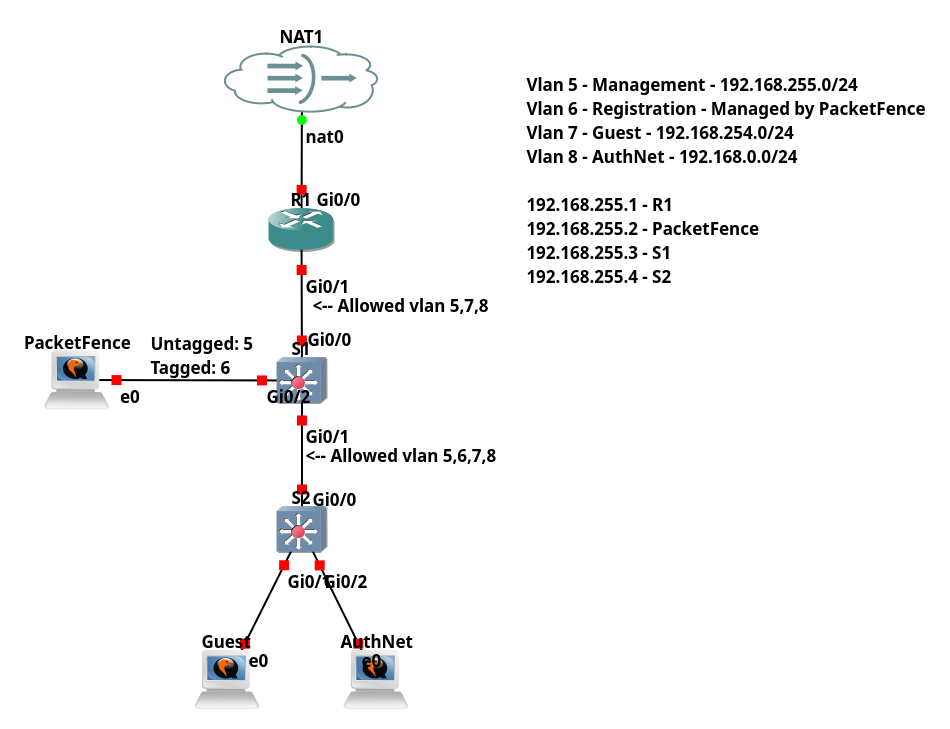 NAT1
nat0
R1 Gi0/0
Gi0/1
<-- Allowed vlan 5,7,8
Gi0/0
S1
PacketFence
Untagged: 5
Tagged: 6
e0
Gi0/2
Gi0/1
<-- Allowed vlan 5,6,7,8
S2
Gi0/0
Gi0/1
Gi0/2
Guest
e0
AuthNet
e0
Vlan 5 - Management - 192.168.255.0/24
Vlan 6 - Registration - Managed by PacketFence
Vlan 7 - Guest - 192.168.254.0/24
Vlan 8 - AuthNet - 192.168.0.0/24
192.168.255.1 - R1
192.168.255.2 - PacketFence
192.168.255.3 - S1
192.168.255.4 - S2